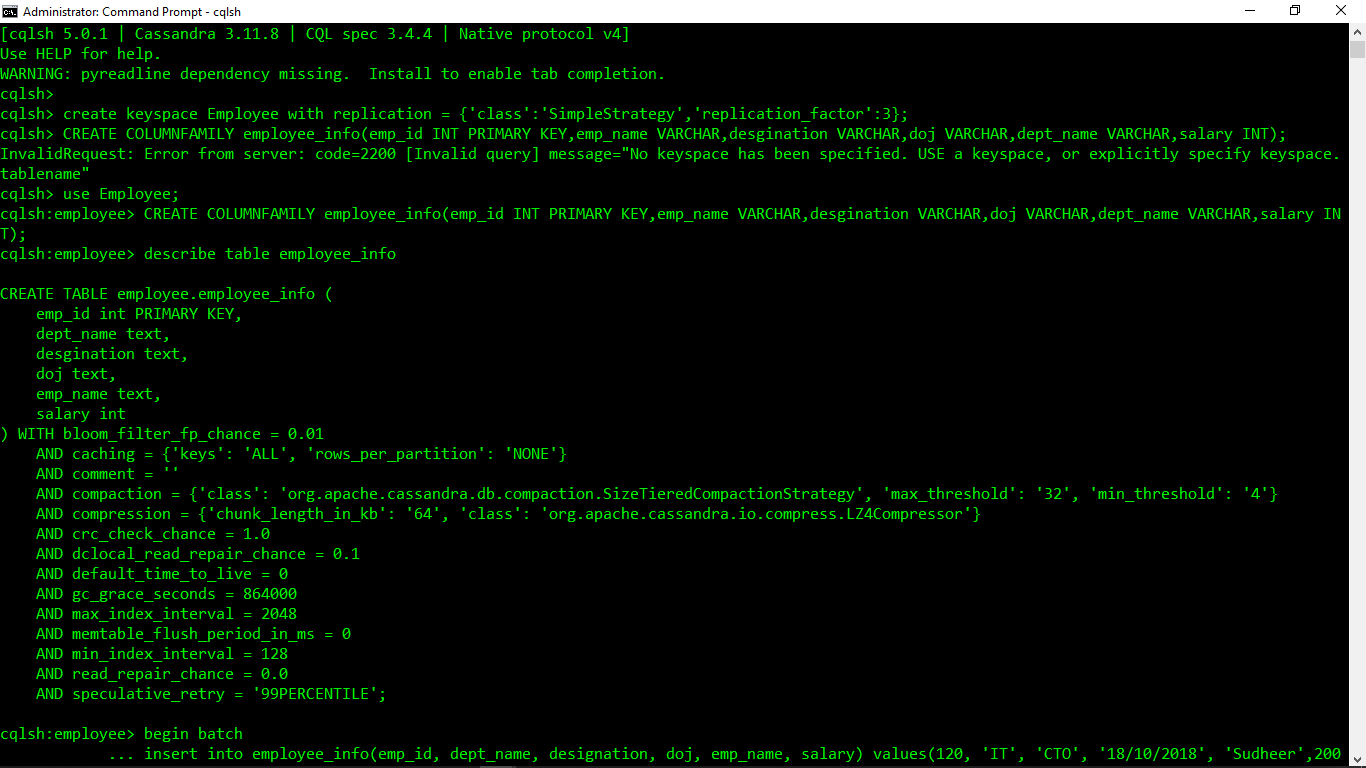 Administrator: Command Prompt - cqlsh
[cqlsh 5.0.1 | Cassandra 3.11.8 | CQL spec 3.4.4 | Native protocol v4]
Use HELP for help.
WARNING: pyreadline dependency missing.  Install to enable tab completion.
cqlsh>
cqlsh> create keyspace Employee with replication = {'class':'SimpleStrategy','replication_factor':3};
cqlsh> CREATE COLUMNFAMILY employee_info(emp_id INT PRIMARY KEY,emp_name VARCHAR,desgination VARCHAR,doj VARCHAR,dept_name VARCHAR,salary INT);
InvalidRequest: Error from server: code=2200 [Invalid query] message="No keyspace has been specified. USE a keyspace, or explicitly specify keyspace.
tablename"
cqlsh> use Employee;
cqlsh:employee> CREATE COLUMNFAMILY employee_info(emp_id INT PRIMARY KEY,emp_name VARCHAR,desgination VARCHAR,doj VARCHAR,dept_name VARCHAR,salary IN
T);
cqlsh:employee> describe table employee_info
CREATE TABLE employee.employee_info (
    emp_id int PRIMARY KEY,
    dept_name text,
    desgination text,
    doj text,
    emp_name text,
    salary int
) WITH bloom_filter_fp_chance = 0.01
    AND caching = {'keys': 'ALL', 'rows_per_partition': 'NONE'}
    AND comment = ''
    AND compaction = {'class': 'org.apache.cassandra.db.compaction.SizeTieredCompactionStrategy', 'max_threshold': '32', 'min_threshold': '4'}
    AND compression = {'chunk_length_in_kb': '64', 'class': 'org.apache.cassandra.io.compress.LZ4Compressor'}
    AND crc_check_chance = 1.0
    AND dclocal_read_repair_chance = 0.1
    AND default_time_to_live = 0
    AND gc_grace_seconds = 864000
    AND max_index_interval = 2048
    AND memtable_flush_period_in_ms = 0
    AND min_index_interval = 128
    AND read_repair_chance = 0.0
    AND speculative_retry = '99PERCENTILE';
cqlsh:employee> begin batch
            ... insert into employee_info(emp_id, dept_name, designation, doj, emp_name, salary) values(120, 'IT', 'CTO', '18/10/2018', 'Sudheer',200